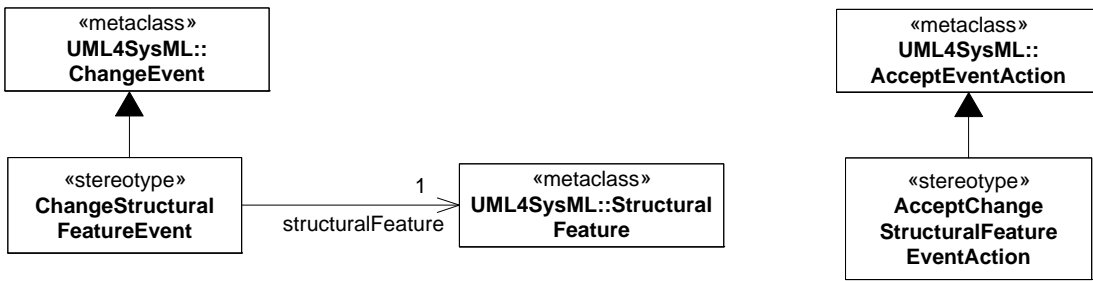 «metaclass»
UML4SysML::
ChangeEvent
«stereotype»
ChangeStructural
FeatureEvent
1
structuralFeature
«metaclass»
UML4SysML::Structural
Feature
«metaclass»
UML4SysML::
AcceptEventAction
«stereotype»
AcceptChange
StructuralFeature
EventAction